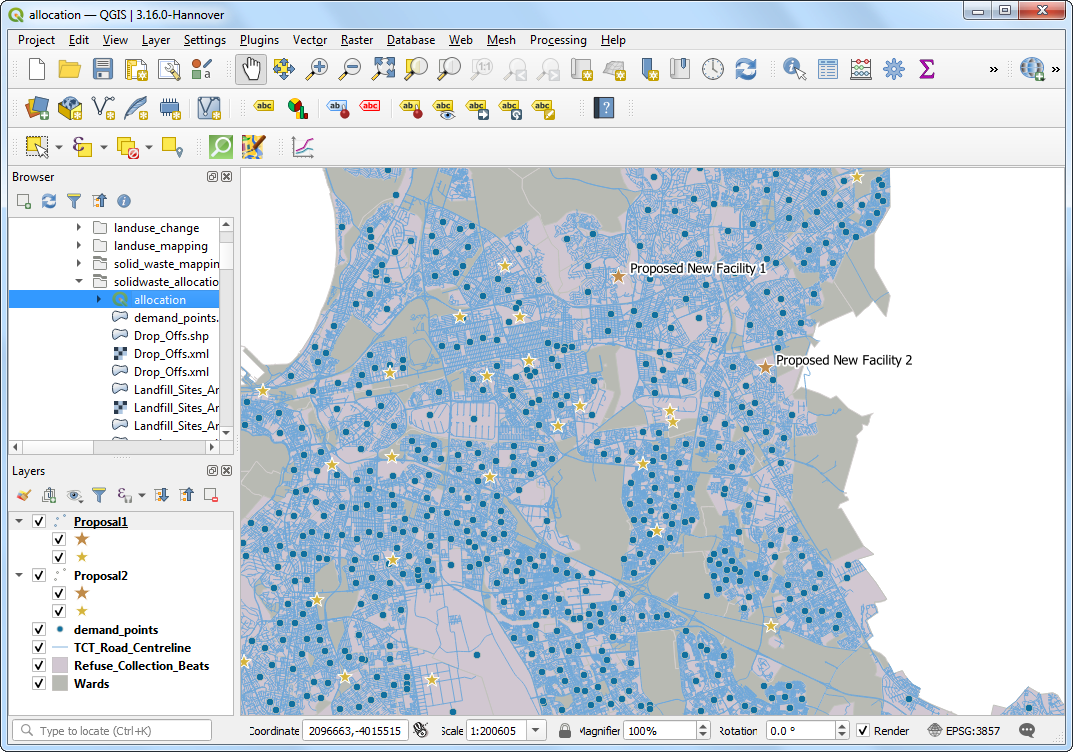 allocation — QGIS | 3.16.0-Hannover
Project Edit View Layer Settings Plugins Vector Raster Database Web Mesh Processing Help
Browser
landuse_change
landuse_mapping
solid_waste_mappin
solidwaste_allocatio
allocation
demand_points.
Drop_Offs.shp
Drop_Offs.xml
Drop_Offs.xml
Landfill_Sites_Ar
Landfill_Sites_Ar
Landfill_Sites_Ar
Layers
Proposal1
Proposal2
demand_points
TCT_Road_Centreline
Refuse_Collection_Beats
Wards
Proposed New Facility 1
Proposed New Facility 2
Type to locate (Ctrl+K)
Coordinate 2096663,-4015515 Scale 1:200605 Magnifier 100% Rotation 0.0 ° Render EPSG:3857